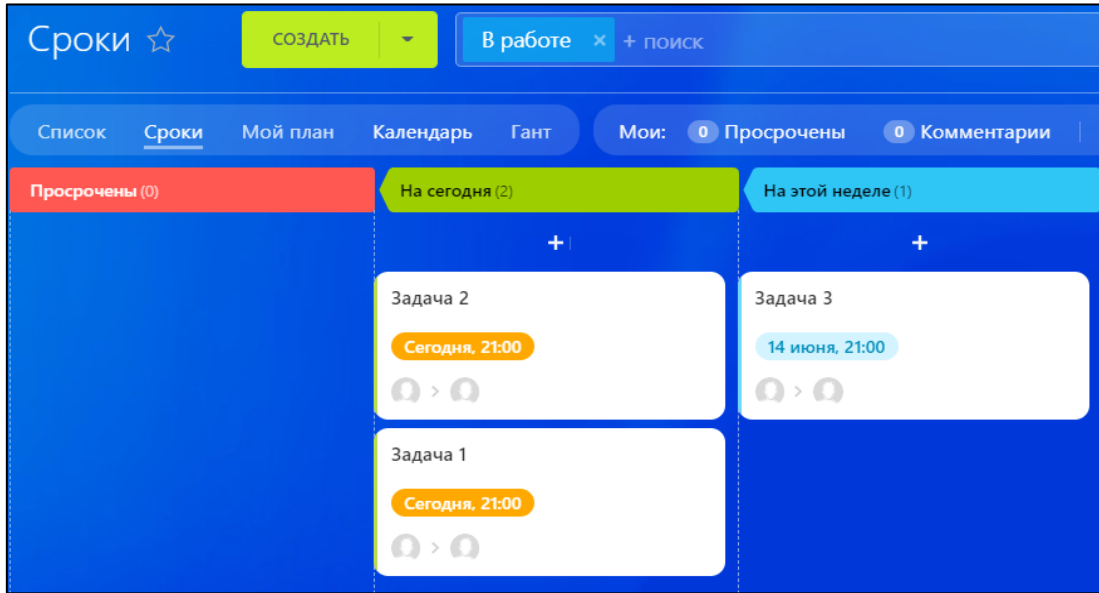 Сроки СОЗДАТЬ В работе × + поиск
Список Сроки Мой план Календарь Гант Мои: 0 Просрочены 0 Комментарии
Просрочены (0) На сегодня (2) На этой неделе (1)
+ +
Задача 2 Задача 3
Сегодня, 21:00 14 июня, 21:00
Задача 1
Сегодня, 21:00